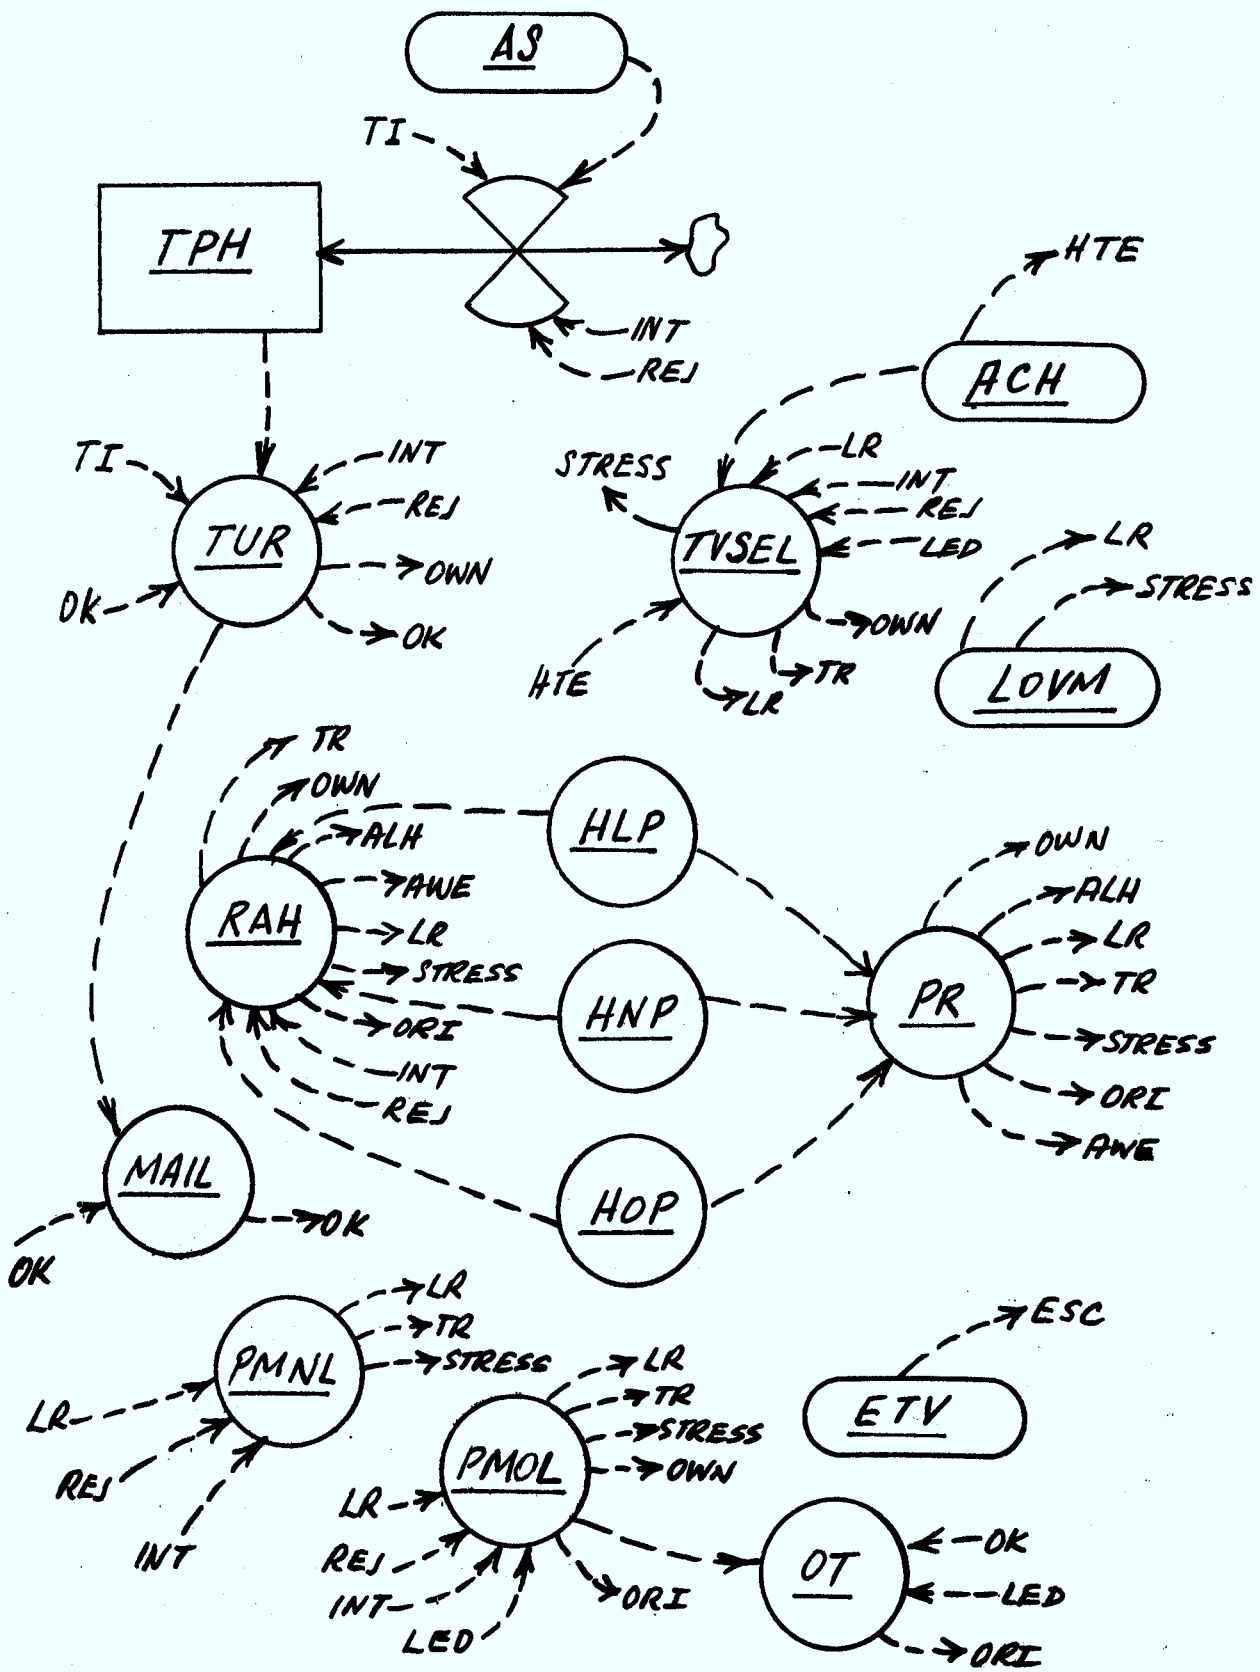 AS
TI
TPH
HTE
INT
REJ
ACH
TI
INT
LR
STRESS
INT
REJ
REJ
TUR
TVSEL
LED
LR
OWN
STRESS
OK
OK
OWN
HTE
TR
LR
LOVM
TR
OWN
HLP
ALH
OWN
AWE
ALH
RAH
LR
LR
STRESS
TR
HNP
PR
ORI
STRESS
INT
REJ
ORI
AWE
MAIL
HOP
OK
OK
LR
TR
ESC
PMNL
STRESS
LR
TR
ETV
LR
STRESS
PMOL
OWN
REJ
LR
OK
INT
REJ
OT
INT
ORI
LED
LED
ORI